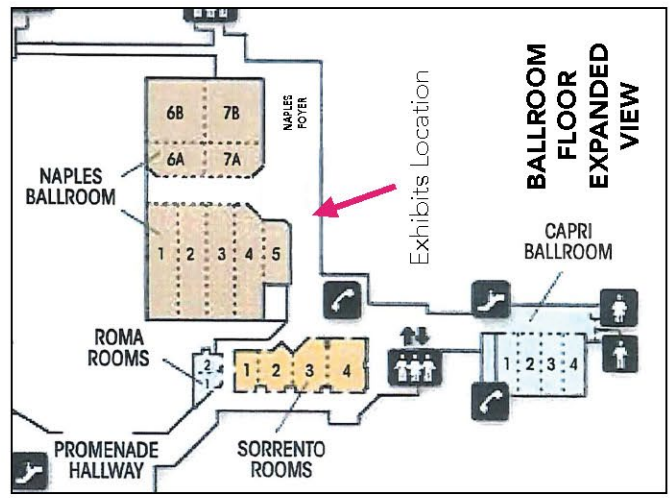 BALLROOM
FLOOR
EXPANDED
VIEW
6B
7B
NAPLES
FOYER
6A
7A
NAPLES
BALLROOM
Exhibits Location
1 2 3 4 5
CAPRI
BALLROOM
ROMA
ROOMS
2
1
1 2 3 4
1 2 3 4
PROMENADE
HALLWAY
SORRENTO
ROOMS